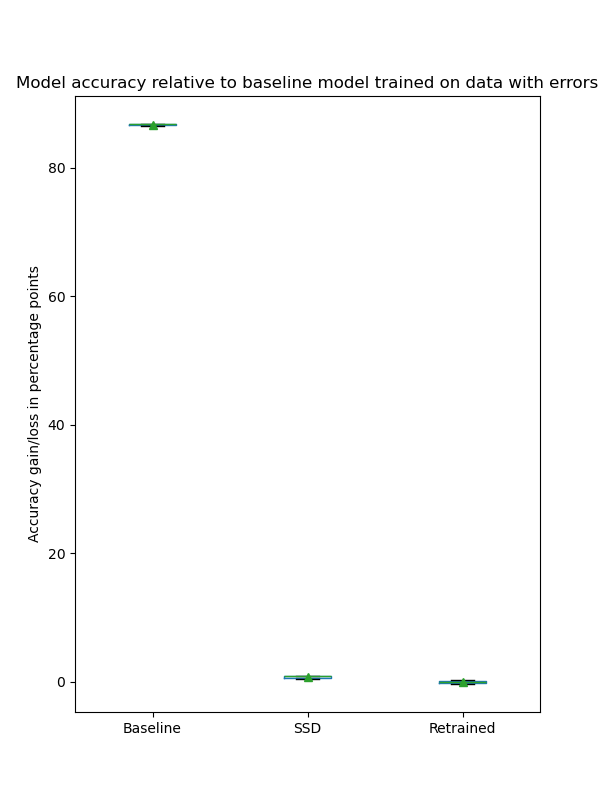 Model accuracy relative to baseline model trained on data with errors
Accuracy gain/loss in percentage points
80
60
40
20
0
Baseline SSD Retrained